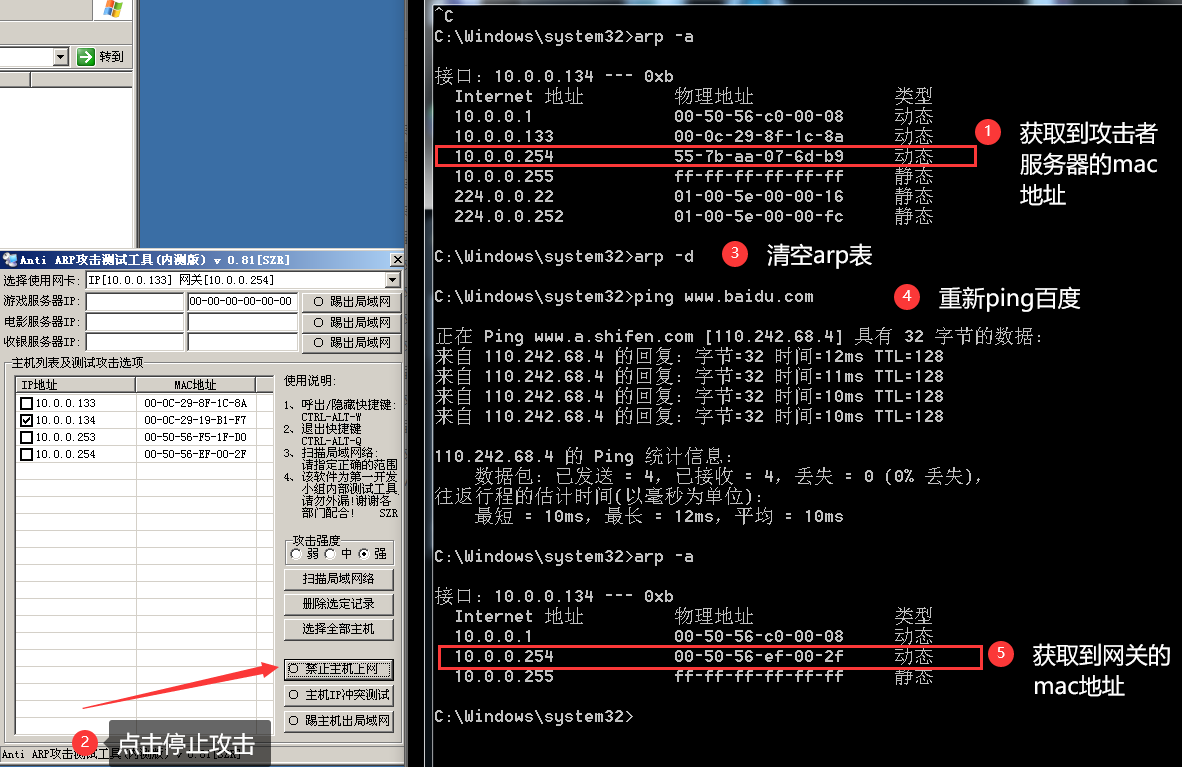 转到
Anti ARP攻击测试工具(内测版) v 0.81[SZR]
选择使用网卡: IP[10.0.0.133] 网关[10.0.0.254]
游戏服务器IP: 00-00-00-00-00-00 踢出局域网
电影服务器IP: 踢出局域网
收银服务器IP: 踢出局域网
主机列表及测试攻击选项
IP地址 MAC地址
10.0.0.133 00-0C-29-8F-1C-8A
10.0.0.134 00-0C-29-19-B1-F7
10.0.0.253 00-50-56-F5-1F-D0
10.0.0.254 00-50-56-EF-00-2F
使用说明:
1、呼出/隐藏快捷键:
CTRL-ALT-W
2、退出快捷键
CTRL-ALT-Q
3、扫描局域网络:
请指定正确的范围
4、该软件为第二开发
小组内部测试工具
请勿外泄,谢谢各
部门配合! SZR
攻击强度
弱 中 强
扫描局域网络
删除选定记录
选择全部主机
禁止主机上网
主机IP冲突测试
踢主机出局域网
2 点击停止攻击
Anti ARP攻击测试工具(内测版) v 0.81[SZR]
^C
C:\Windows\system32>arp -a
接口: 10.0.0.134 --- 0xb
Internet 地址 物理地址 类型
10.0.0.1 00-50-56-c0-00-08 动态
10.0.0.133 00-0c-29-8f-1c-8a 动态
10.0.0.254 55-7b-aa-07-6d-b9 动态
10.0.0.255 ff-ff-ff-ff-ff-ff 静态
224.0.0.22 01-00-5e-00-00-16 静态
224.0.0.252 01-00-5e-00-00-fc 静态
1 获取到攻击者
服务器的mac
地址
C:\Windows\system32>arp -d 3 清空arp表
C:\Windows\system32>ping www.baidu.com 4 重新ping百度
正在 Ping www.a.shifen.com [110.242.68.4] 具有 32 字节的数据:
来自 110.242.68.4 的回复: 字节=32 时间=12ms TTL=128
来自 110.242.68.4 的回复: 字节=32 时间=11ms TTL=128
来自 110.242.68.4 的回复: 字节=32 时间=10ms TTL=128
来自 110.242.68.4 的回复: 字节=32 时间=10ms TTL=128
110.242.68.4 的 Ping 统计信息:
数据包: 已发送 = 4，已接收 = 4，丢失 = 0 (0% 丢失)，
往返行程的估计时间(以毫秒为单位):
最短 = 10ms，最长 = 12ms，平均 = 10ms
C:\Windows\system32>arp -a
接口: 10.0.0.134 --- 0xb
Internet 地址 物理地址 类型
10.0.0.1 00-50-56-c0-00-08 动态
10.0.0.254 00-50-56-ef-00-2f 动态
10.0.0.255 ff-ff-ff-ff-ff-ff 静态
5 获取到网关的
mac地址
C:\Windows\system32>